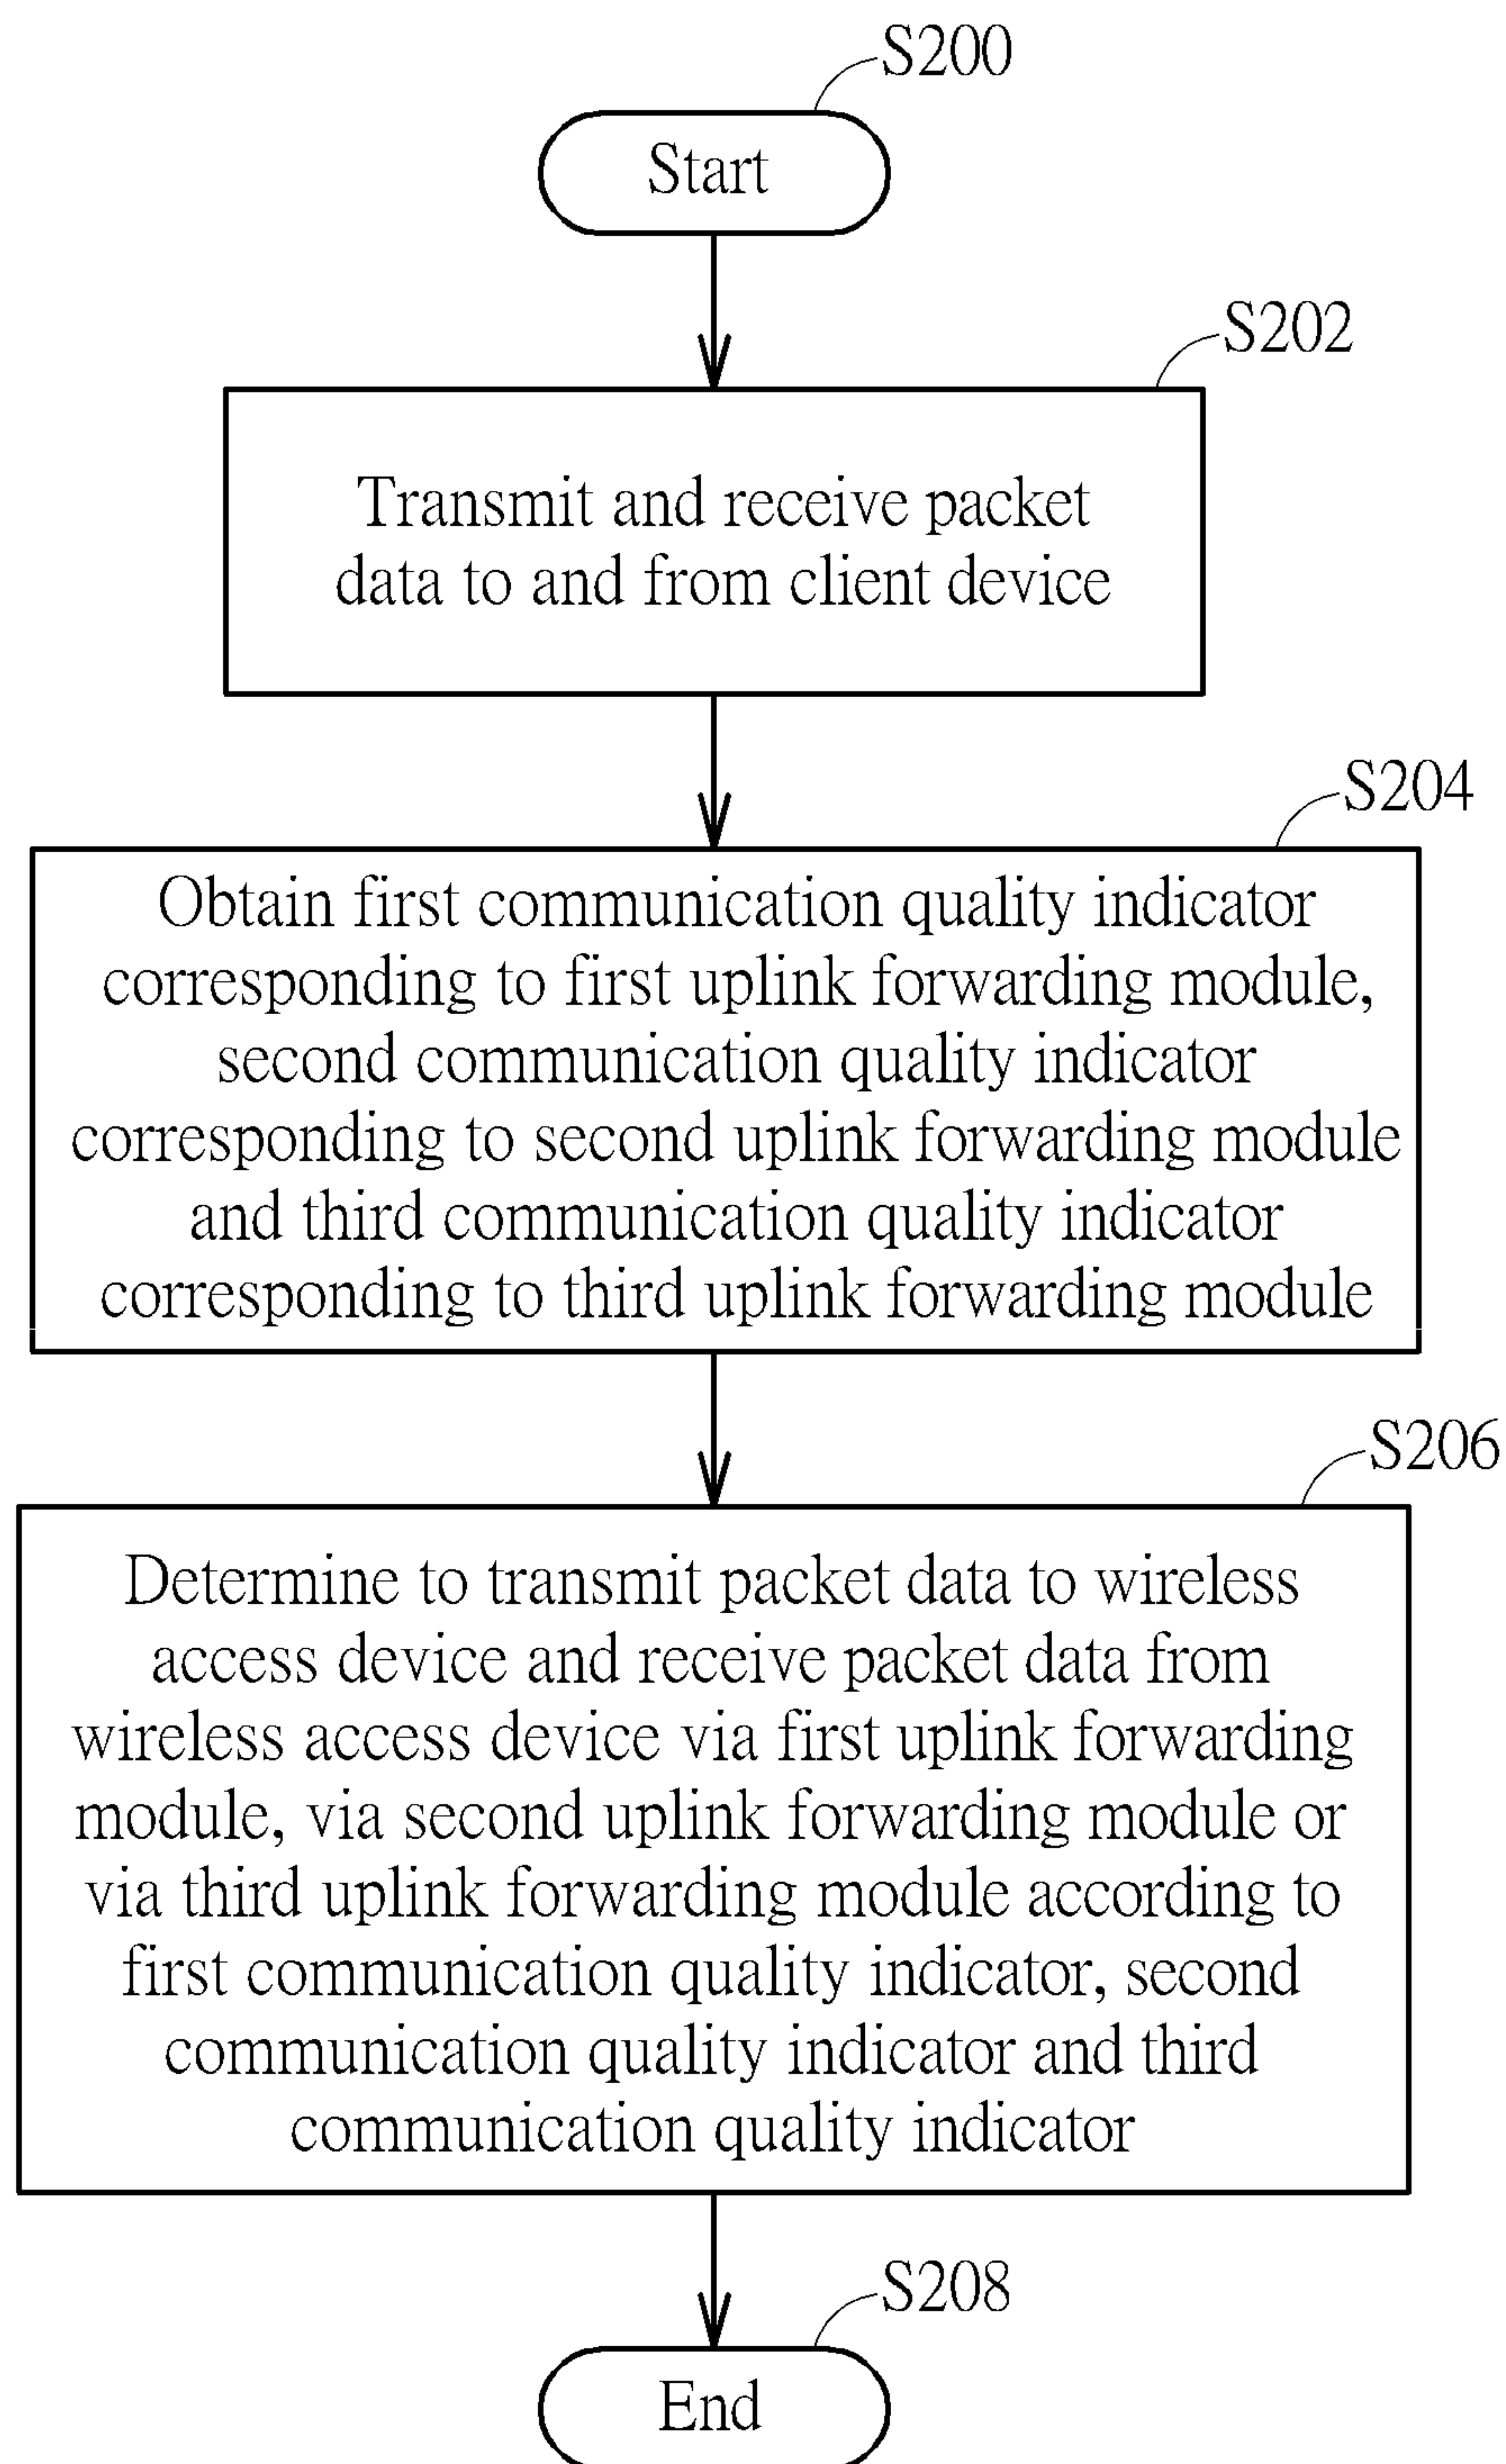 S200
Start
S202
Transmit and receive packet
data to and from client device
S204
Obtain first communication quality indicator
corresponding to first uplink forwarding module,
second communication quality indicator
corresponding to second uplink forwarding module
and third communication quality indicator
corresponding to third uplink forwarding module
S206
Determine to transmit packet data to wireless
access device and receive packet data from
wireless access device via first uplink forwarding
module, via second uplink forwarding module or
via third uplink forwarding module according to
first communication quality indicator, second
communication quality indicator and third
communication quality indicator
S208
End